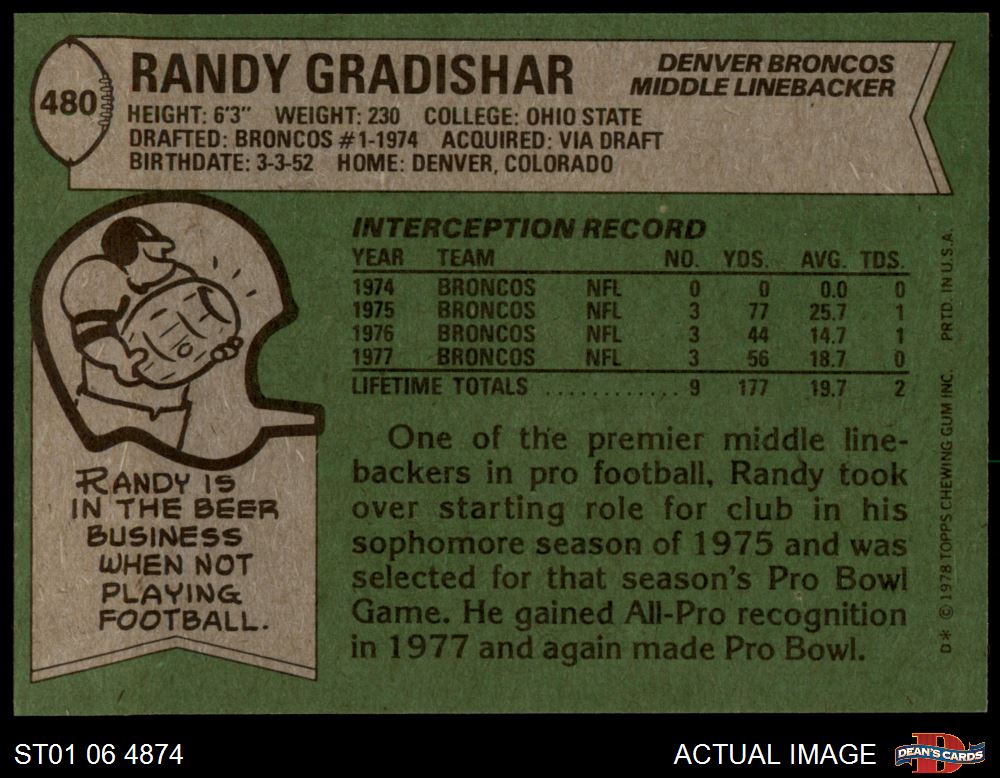 480
RANDY GRADISHAR
DENVER BRONCOS
MIDDLE LINEBACKER
HEIGHT: 6'3" WEIGHT: 230 COLLEGE: OHIO STATE
DRAFTED: BRONCOS #1-1974 ACQUIRED: VIA DRAFT
BIRTHDATE: 3-3-52 HOME: DENVER, COLORADO
INTERCEPTION RECORD
YEAR TEAM NO. YDS. AVG. TDS.
1974 BRONCOS NFL 0 0 0.0 0
1975 BRONCOS NFL 3 77 25.7 1
1976 BRONCOS NFL 3 44 14.7 1
1977 BRONCOS NFL 3 56 18.7 0
LIFETIME TOTALS . . . . . . . . . . . . 9 177 19.7 2
One of the premier middle line-
backers in pro football, Randy took
over starting role for club in his
sophomore season of 1975 and was
selected for that season's Pro Bowl
Game. He gained All-Pro recognition
in 1977 and again made Pro Bowl.
RANDY IS
IN THE BEER
BUSINESS
WHEN NOT
PLAYING
FOOTBALL.
D* © 1978 TOPPS CHEWING GUM INC. PRTD. IN U.S.A.
ST01 06 4874
ACTUAL IMAGE
D
DEAN'S CARDS